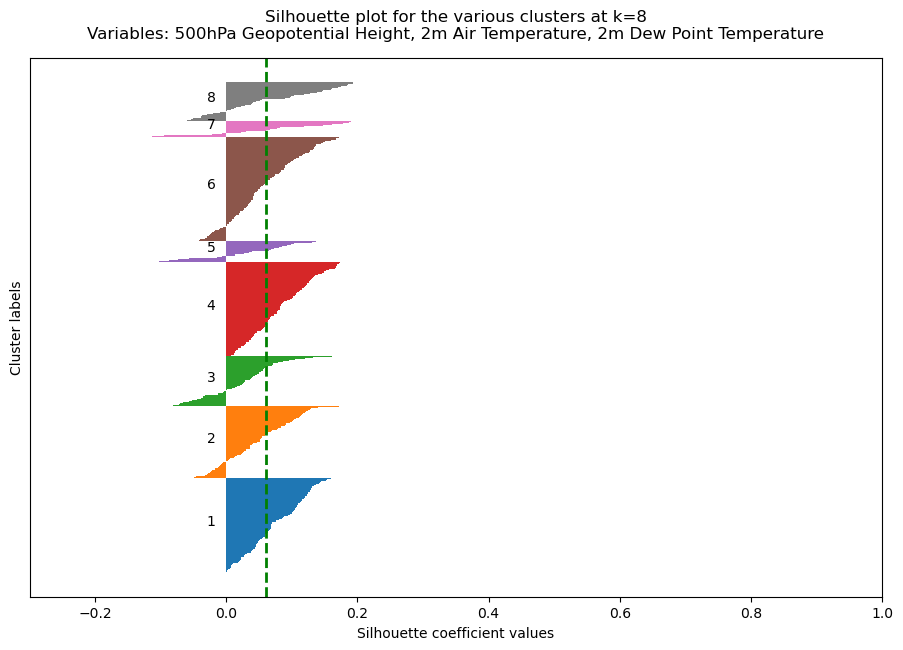 Silhouette plot for the various clusters at k=8
Variables: 500hPa Geopotential Height, 2m Air Temperature, 2m Dew Point Temperature
8
7
6
5
4
3
2
1
Cluster labels
−0.2 0.0 0.2 0.4 0.6 0.8 1.0
Silhouette coefficient values